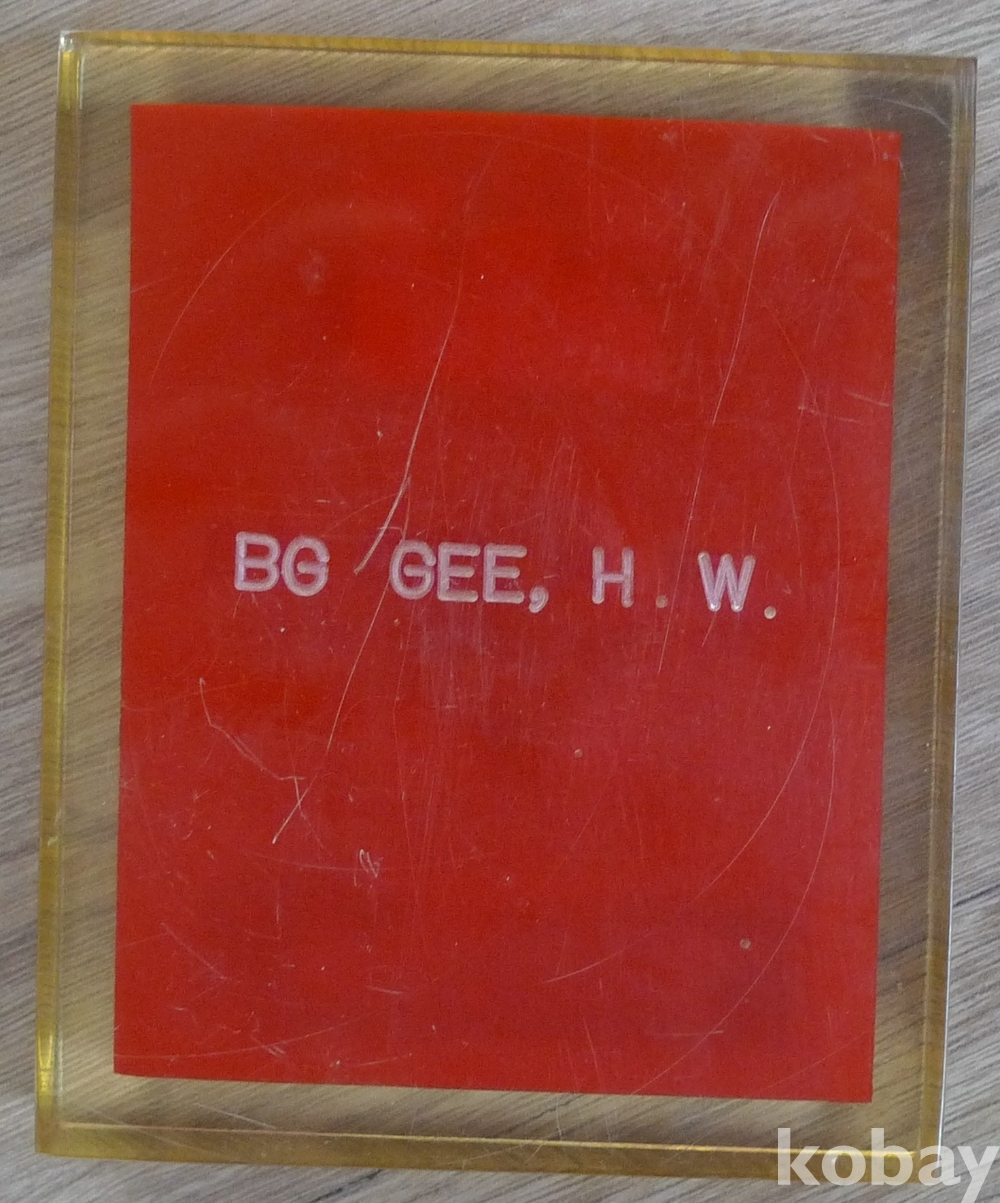 BG GEE, H. W.
kobay